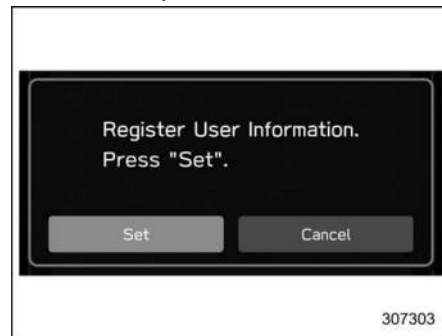 Register User Information.
Press "Set".
Set
Cancel
307303